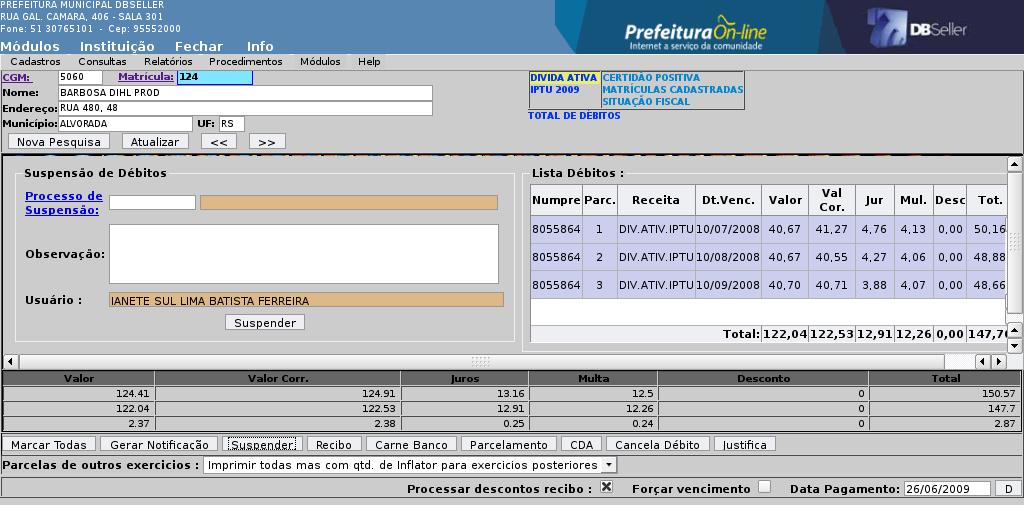 PREFEITURA MUNICIPAL DBSELLER
RUA GAL. CAMARA, 406 - SALA 301
Fone: 51 30765101 - Cep: 95552000
Prefeitura On-line
Internet a serviço da comunidade
DBSeller
Módulos Instituição Fechar Info
Cadastros Consultas Relatórios Procedimentos Módulos Help
CGM: 5060 Matrícula: 124
Nome: BARBOSA DIHL PROD
Endereço: RUA 480, 48
Município: ALVORADA UF: RS
Nova Pesquisa Atualizar << >>
DIVIDA ATIVA CERTIDÃO POSITIVA
IPTU 2009 MATRÍCULAS CADASTRADAS
SITUAÇÃO FISCAL
TOTAL DE DÉBITOS
Suspensão de Débitos
Processo de
Suspensão:
Observação:
Usuário : IANETE SUL LIMA BATISTA FERREIRA
Suspender
Lista Débitos :
Numpre Parc. Receita Dt.Venc. Valor Val Cor. Jur Mul. Desc Tot.
8055864 1 DIV.ATIV.IPTU 10/07/2008 40,67 41,27 4,76 4,13 0,00 50,16
8055864 2 DIV.ATIV.IPTU 10/08/2008 40,67 40,55 4,27 4,06 0,00 48,88
8055864 3 DIV.ATIV.IPTU 10/09/2008 40,70 40,71 3,88 4,07 0,00 48,66
Total: 122,04 122,53 12,91 12,26 0,00 147,70
Valor Valor Corr. Juros Multa Desconto Total
124.41 124.91 13.16 12.5 0 150.57
122.04 122.53 12.91 12.26 0 147.7
2.37 2.38 0.25 0.24 0 2.87
Marcar Todas Gerar Notificação Suspender Recibo Carne Banco Parcelamento CDA Cancela Débito Justifica
Parcelas de outros exercicios : Imprimir todas mas com qtd. de Inflator para exercicios posteriores
Processar descontos recibo : Forçar vencimento Data Pagamento: 26/06/2009 D